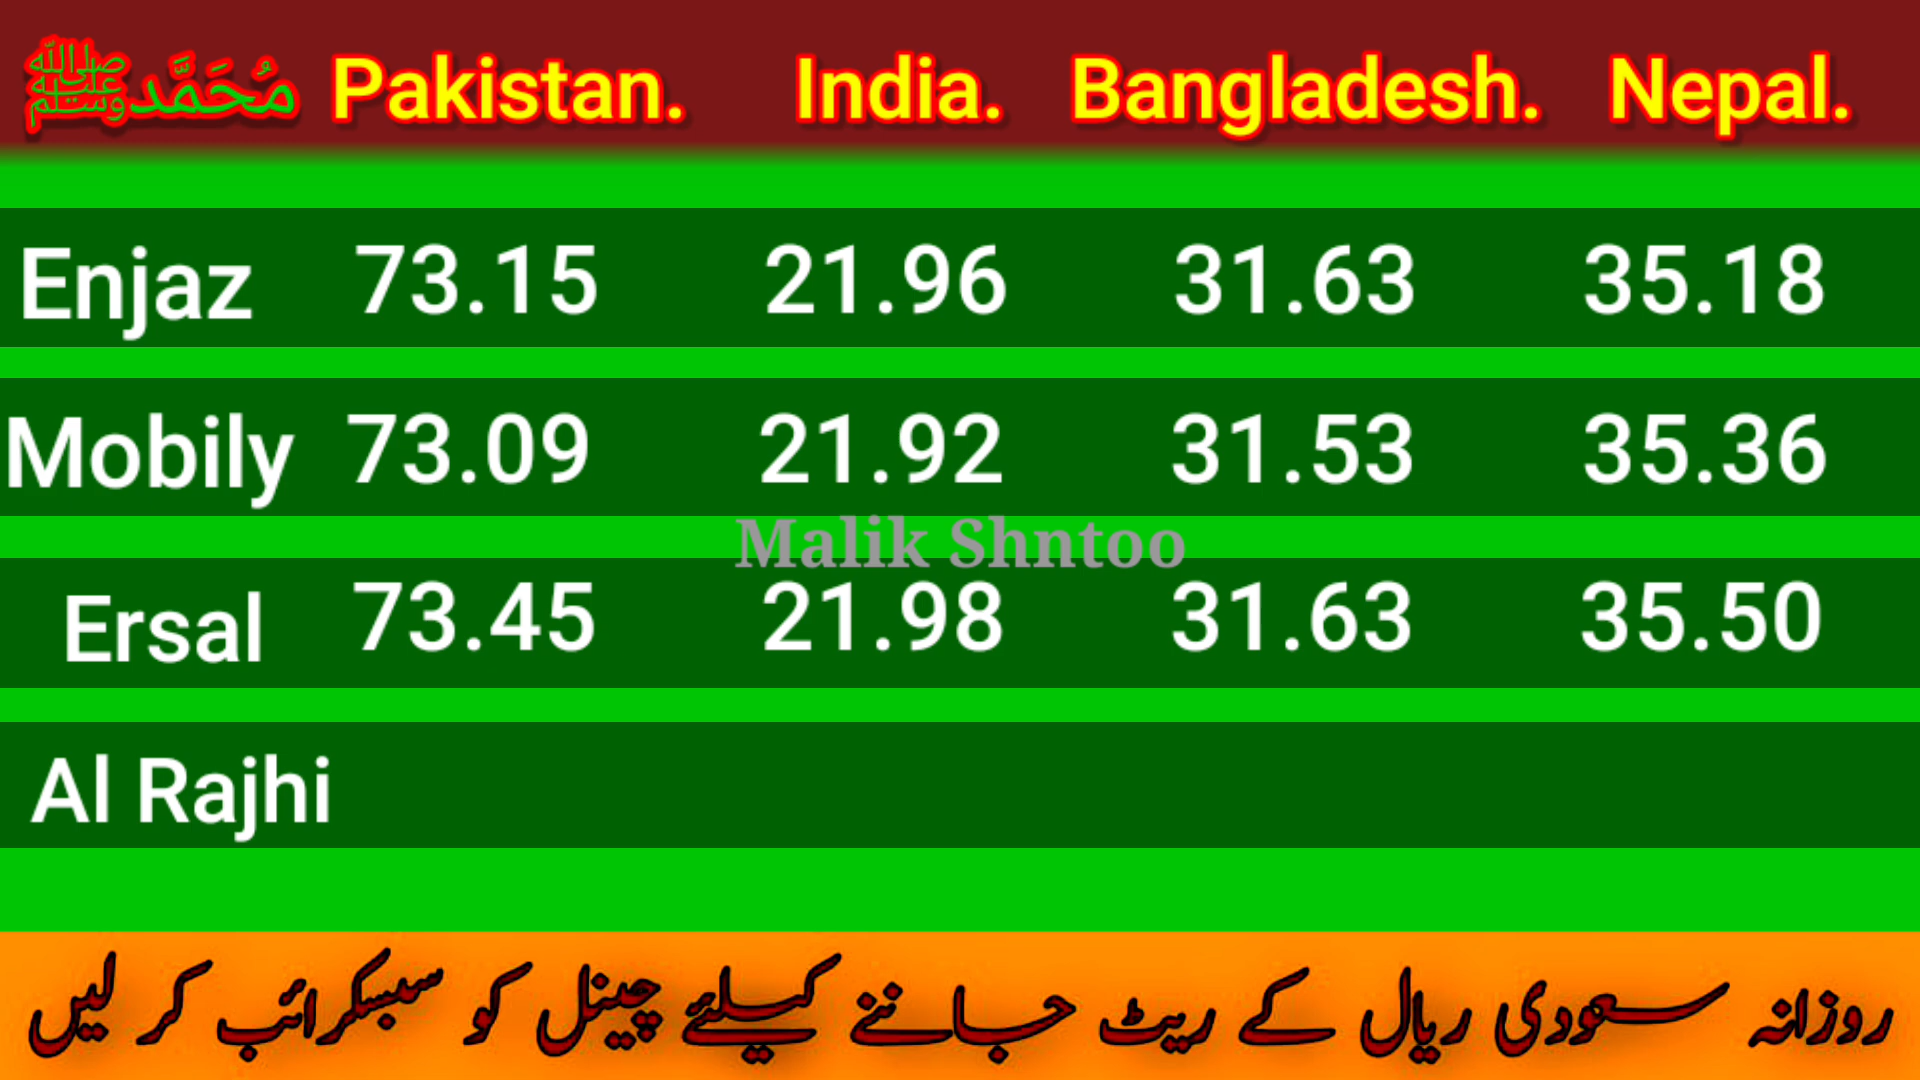 مُحَمَّدﷺ Pakistan. India. Bangladesh. Nepal.
Enjaz 73.15 21.96 31.63 35.18
Mobily 73.09 21.92 31.53 35.36
Malik Shntoo
Ersal 73.45 21.98 31.63 35.50
Al Rajhi
روزانہ سعودی ریال کے ریٹ جاننے کیلئے چینل کو سبسکرائب کر لیں